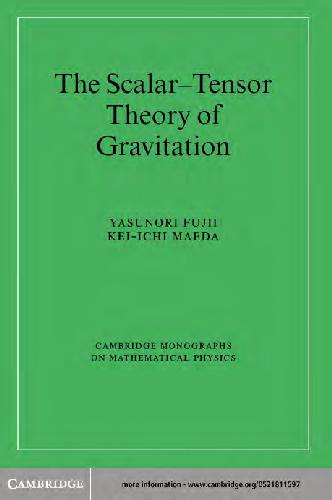 The Scalar–Tensor
Theory of
Gravitation
YASUNORI FUJII
KEI-ICHI MAEDA
CAMBRIDGE MONOGRAPHS
ON MATHEMATICAL PHYSICS
CAMBRIDGE more information - www.cambridge.org/0521811597